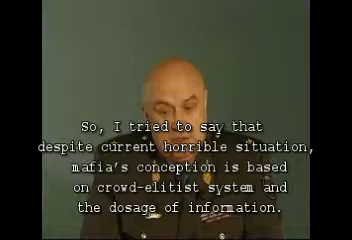 So, I tried to say that
despite current horrible situation,
mafia's conception is based
on crowd-elitist system and
the dosage of information.